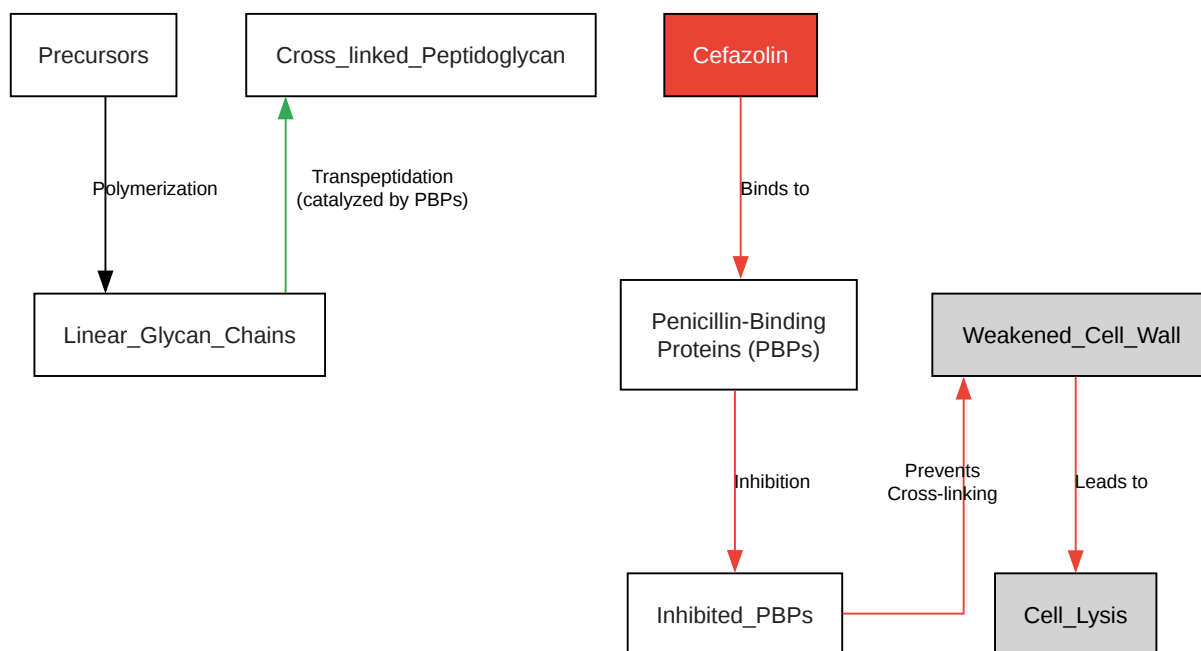 Precursors
Cross_linked_Peptidoglycan
Cefazolin
Polymerization
Transpeptidation
(catalyzed by PBPs)
Binds to
Linear_Glycan_Chains
Penicillin-Binding
Proteins (PBPs)
Weakened_Cell_Wall
Inhibition
Prevents
Cross-linking
Leads to
Inhibited_PBPs
Cell_Lysis